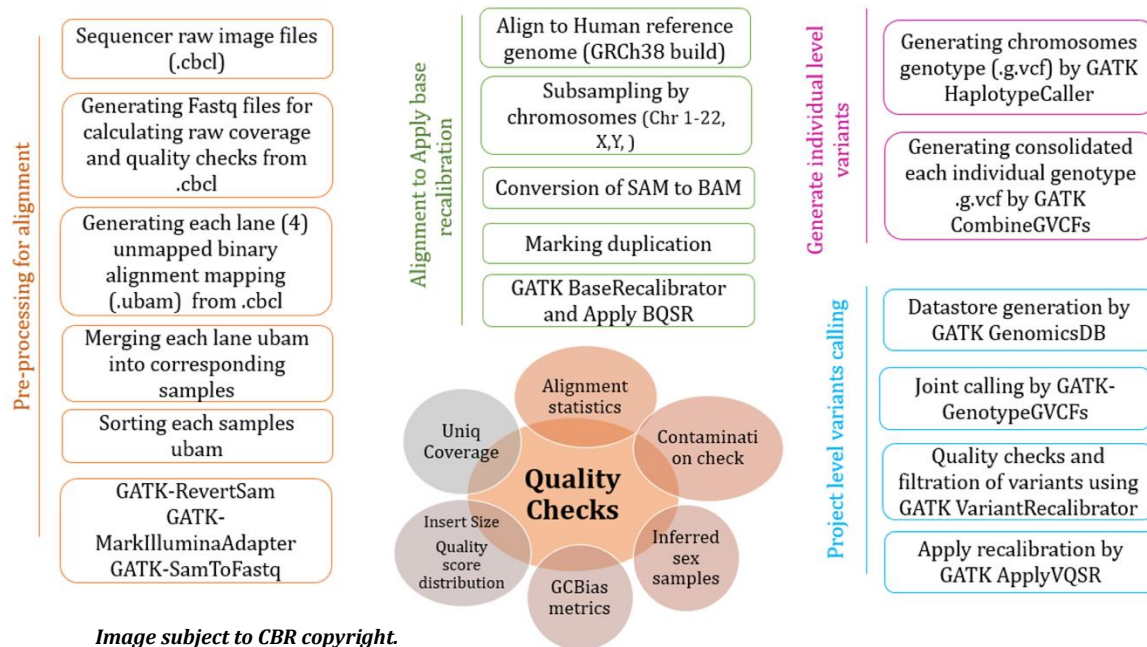 Pre-processing for alignment
Sequencer raw image files
(.cbcl)
Generating Fastq files for
calculating raw coverage
and quality checks from
.cbcl
Generating each lane (4)
unmapped binary
alignment mapping
(.ubam) from .cbcl
Merging each lane ubam
into corresponding
samples
Sorting each samples
ubam
GATK-RevertSam
GATK-
MarkIlluminaAdapter
GATK-SamToFastq
Alignment to Apply base
recalibration
Align to Human reference
genome (GRCh38 build)
Subsampling by
chromosomes (Chr 1-22,
X,Y, )
Conversion of SAM to BAM
Marking duplication
GATK BaseRecalibrator
and Apply BQSR
Alignment
statistics
Uniq
Coverage
Contaminati
on check
Quality
Checks
Insert Size
Quality
score
distribution
Inferred
sex
samples
GCBias
metrics
Generate individual level
variants
Generating chromosomes
genotype (.g.vcf) by GATK
HaplotypeCaller
Generating consolidated
each individual genotype
.g.vcf by GATK
CombineGVCFs
Project level variants calling
Datastore generation by
GATK GenomicsDB
Joint calling by GATK-
GenotypeGVCFs
Quality checks and
filtration of variants using
GATK VariantRecalibrator
Apply recalibration by
GATK ApplyVQSR
Image subject to CBR copyright.